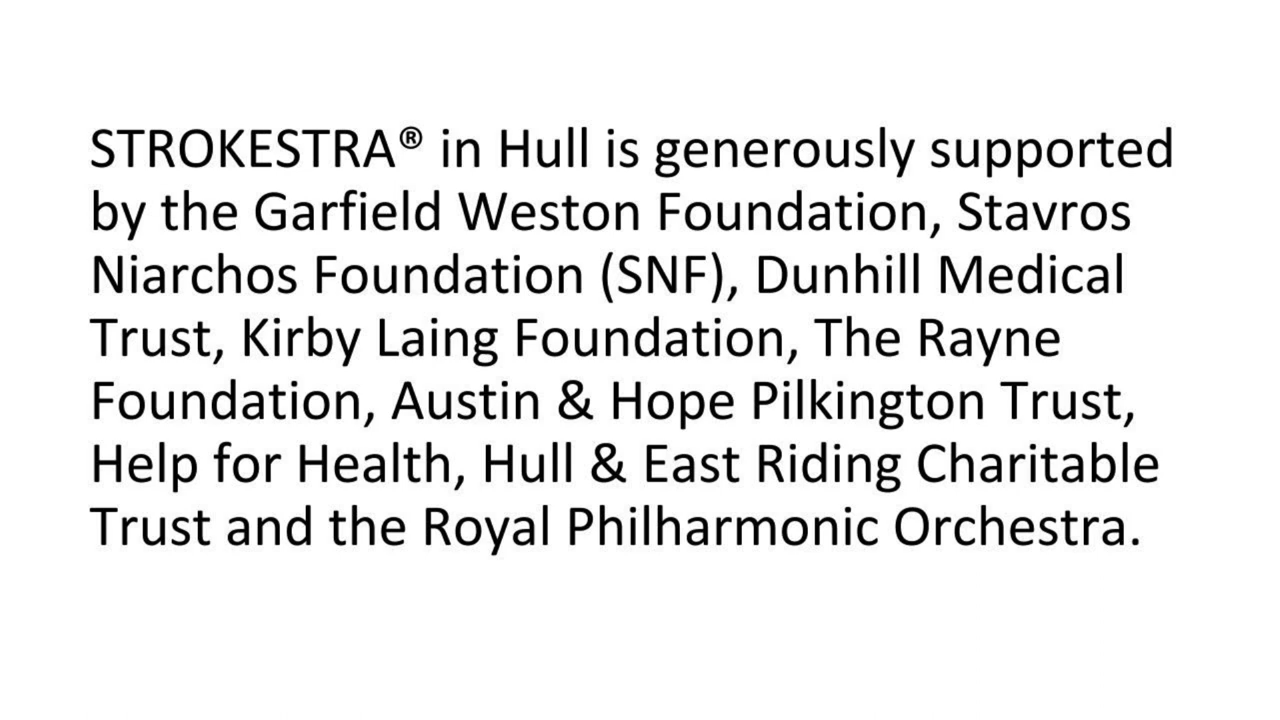 STROKESTRA® in Hull is generously supported
by the Garfield Weston Foundation, Stavros
Niarchos Foundation (SNF), Dunhill Medical
Trust, Kirby Laing Foundation, The Rayne
Foundation, Austin & Hope Pilkington Trust,
Help for Health, Hull & East Riding Charitable
Trust and the Royal Philharmonic Orchestra.